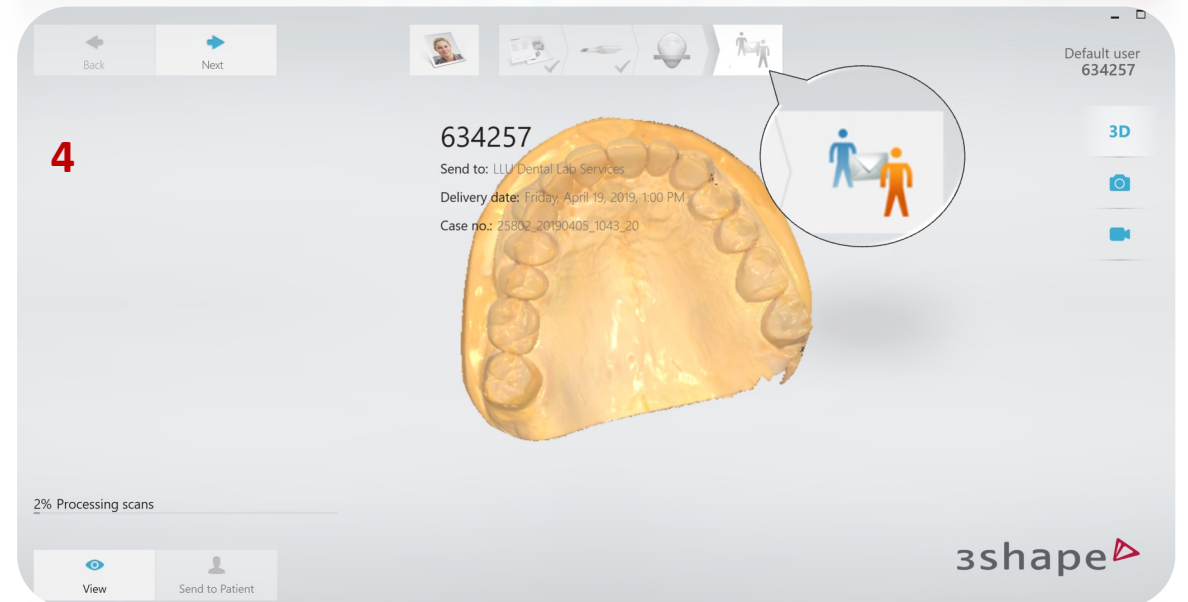 Back
Next
Default user
634257
4
634257
Send to: LLU Dental Lab Services
Delivery date: Friday, April 19, 2019, 1:00 PM
Case no.: 25802_20190405_1043_20
3D
2% Processing scans
View
Send to Patient
3shape